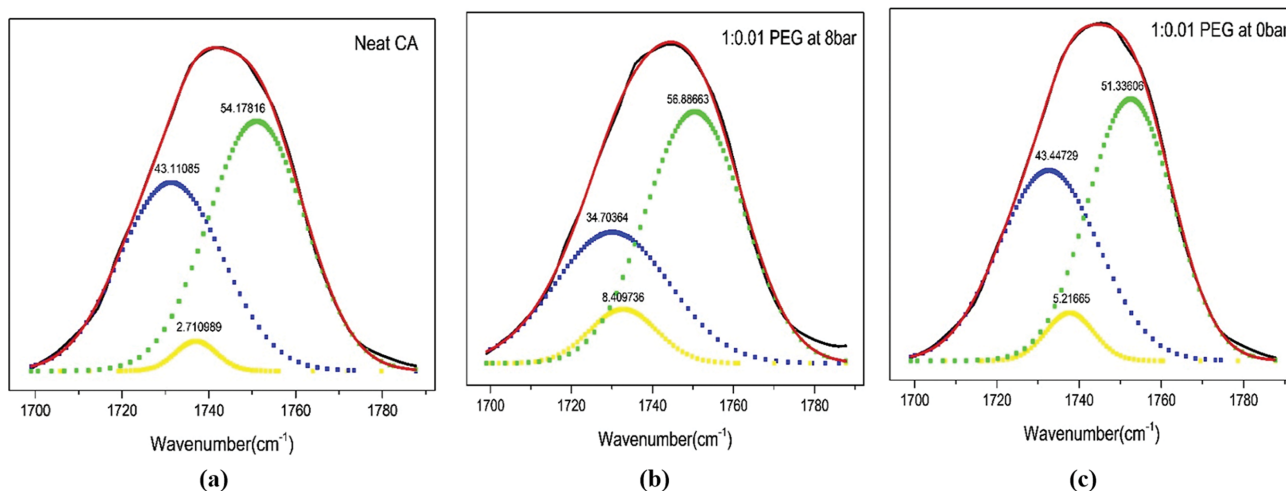 Neat CA
54.17816
43.11085
2.710989
1700 1720 1740 1760 1780
Wavenumber(cm⁻¹)
(a)
1:0.01 PEG at 8bar
56.88663
34.70364
8.409736
1700 1720 1740 1760 1780
Wavenumber(cm⁻¹)
(b)
1:0.01 PEG at 0bar
51.33606
43.44729
5.21665
1700 1720 1740 1760 1780
Wavenumber(cm⁻¹)
(c)